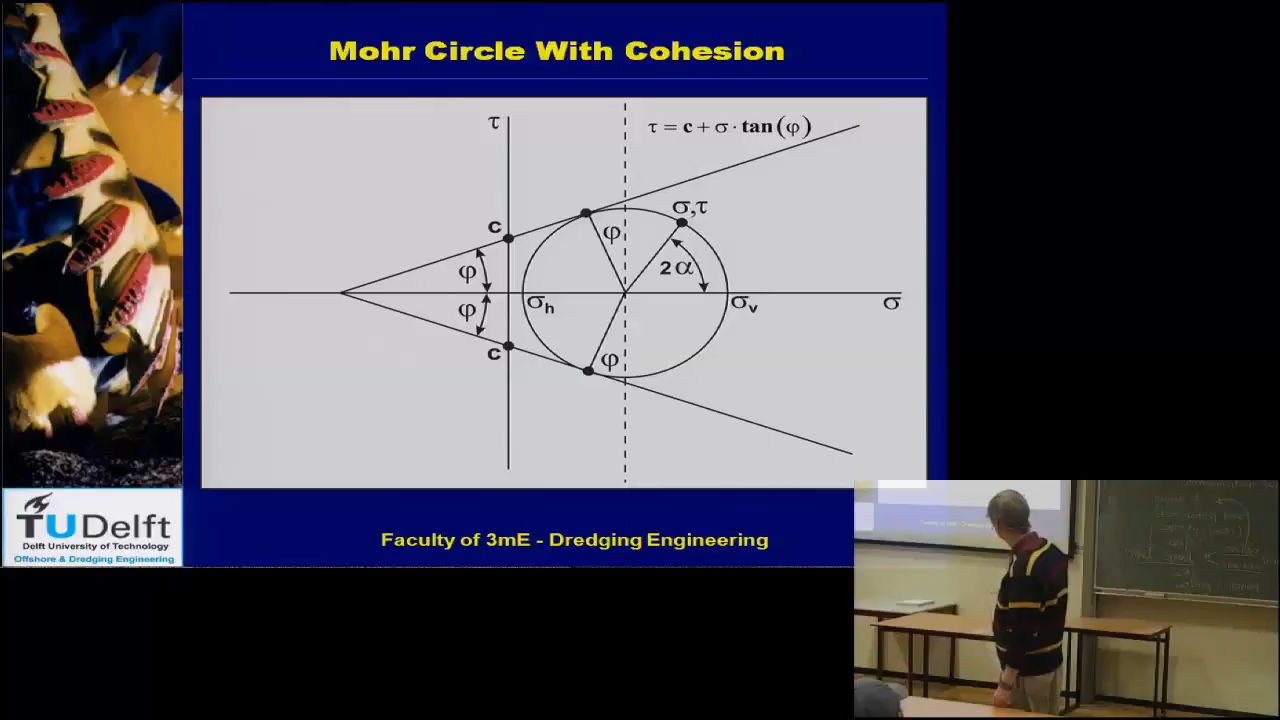 Mohr Circle With Cohesion
τ
τ = c + σ · tan(φ)
σ,τ
c
φ
2 α
φ
φ
σh
σv
σ
c
φ
TU Delft
Delft University of Technology
Offshore & Dredging Engineering
Faculty of 3mE - Dredging Engineering